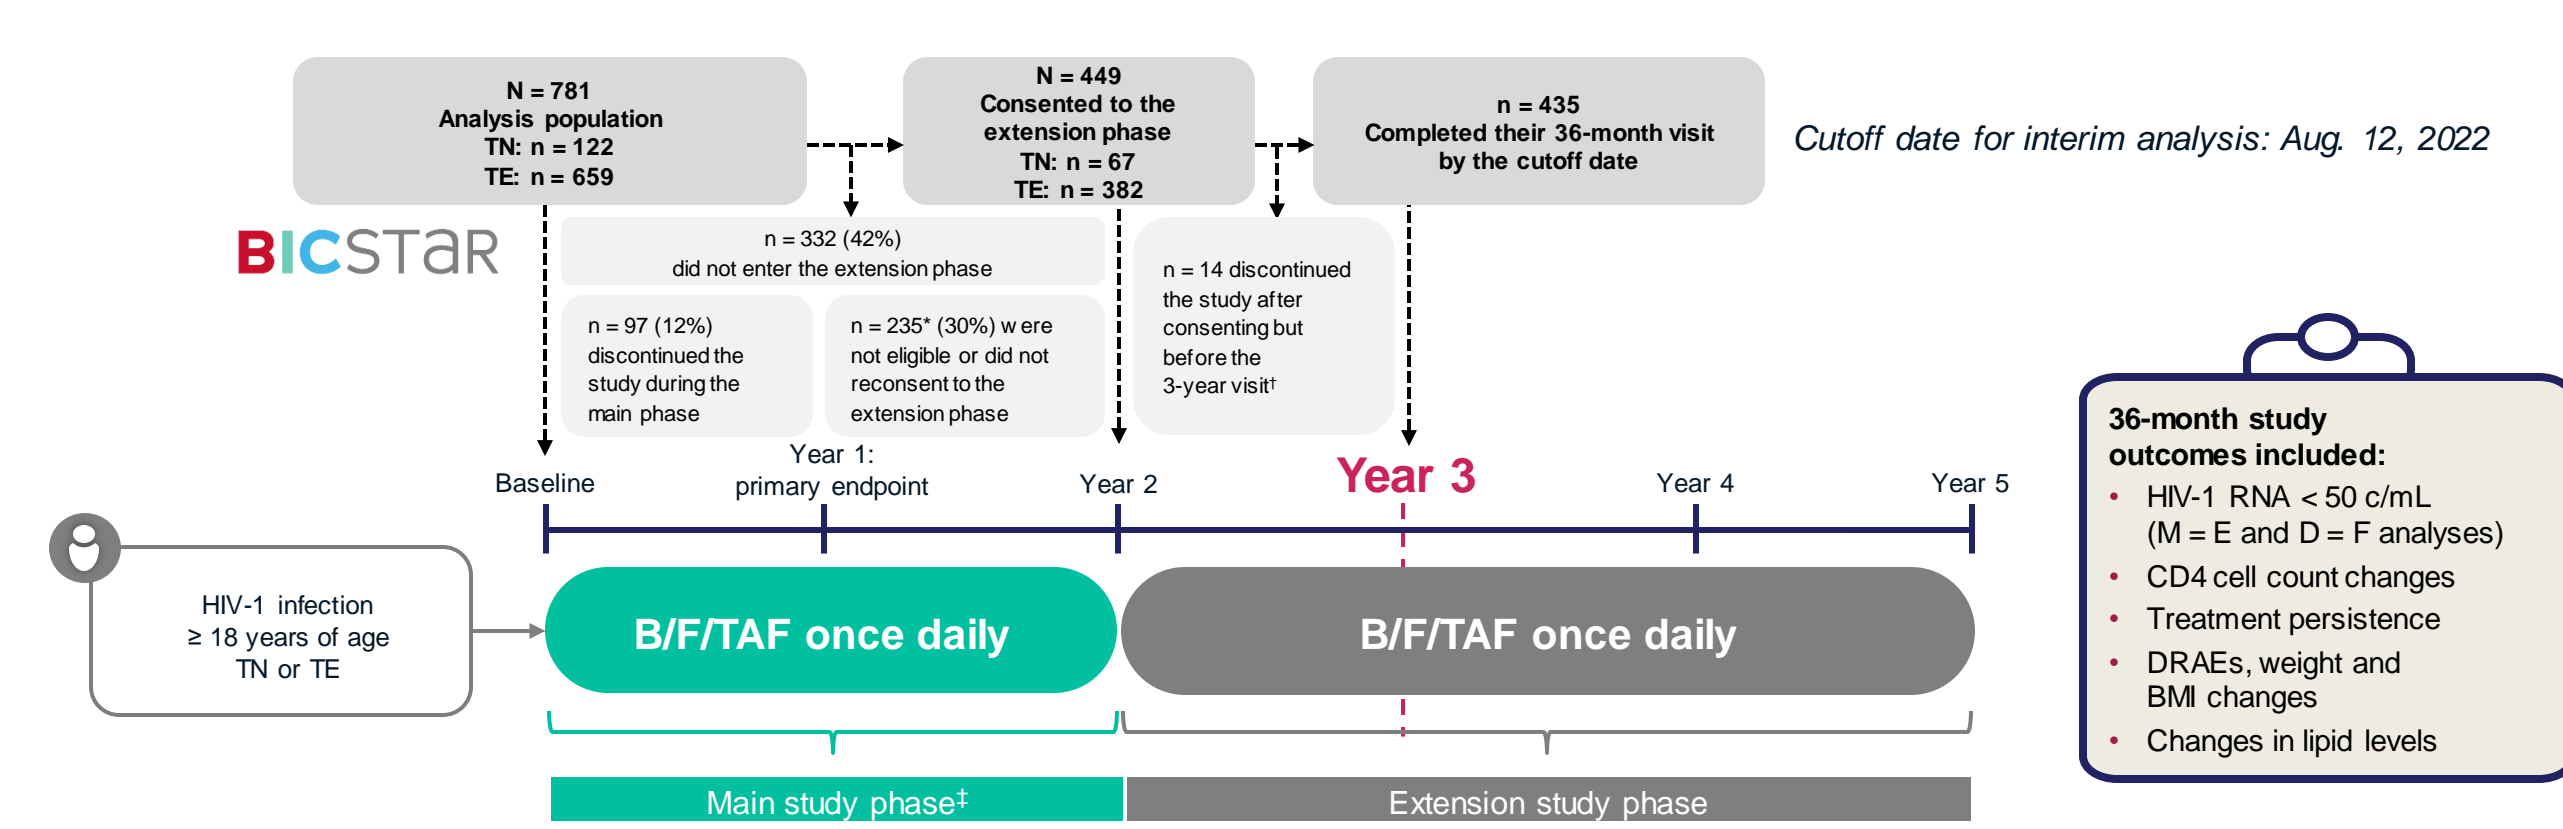 N = 781
Analysis population
TN: n = 122
TE: n = 659
N = 449
Consented to the
extension phase
TN: n = 67
TE: n = 382
n = 435
Completed their 36-month visit
by the cutoff date
Cutoff date for interim analysis: Aug. 12, 2022
BICSTaR
n = 332 (42%)
did not enter the extension phase
n = 97 (12%)
discontinued the
study during the
main phase
n = 235* (30%) were
not eligible or did not
reconsent to the
extension phase
n = 14 discontinued
the study after
consenting but
before the
3-year visit†
Baseline
Year 1:
primary endpoint
Year 2
Year 3
Year 4
Year 5
HIV-1 infection
≥ 18 years of age
TN or TE
B/F/TAF once daily
B/F/TAF once daily
Main study phase‡
Extension study phase
36-month study
outcomes included:
• HIV-1 RNA < 50 c/mL
(M = E and D = F analyses)
• CD4 cell count changes
• Treatment persistence
• DRAEs, weight and
BMI changes
• Changes in lipid levels